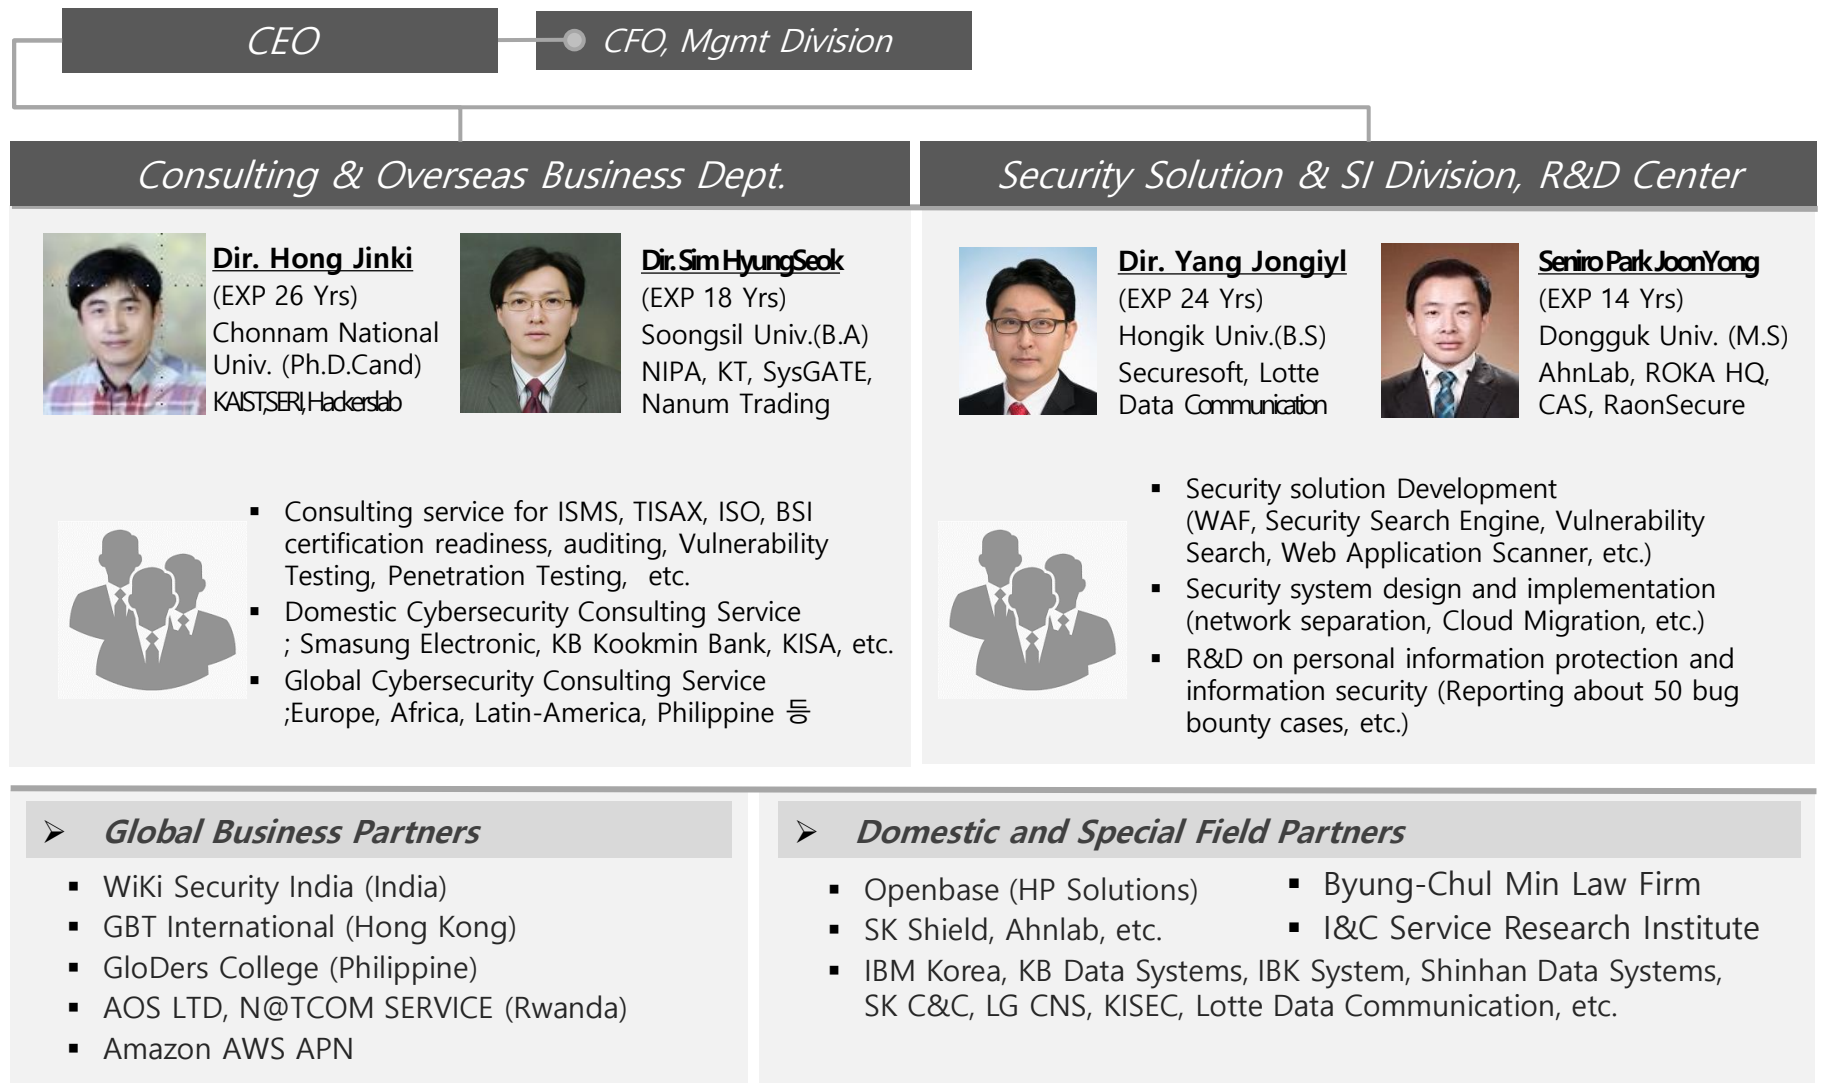 CEO
CFO, Mgmt Division
Consulting & Overseas Business Dept.
Security Solution & SI Division, R&D Center
Dir. Hong Jinki
(EXP 26 Yrs)
Chonnam National
Univ. (Ph.D.Cand)
KAIST,SERI,Hackerslab
Dir. Sim HyungSeok
(EXP 18 Yrs)
Soongsil Univ.(B.A)
NIPA, KT, SysGATE,
Nanum Trading
Dir. Yang Jongiyl
(EXP 24 Yrs)
Hongik Univ.(B.S)
Securesoft, Lotte
Data Communication
Seniro Park JoonYong
(EXP 14 Yrs)
Dongguk Univ. (M.S)
AhnLab, ROKA HQ,
CAS, RaonSecure
▪ Consulting service for ISMS, TISAX, ISO, BSI
certification readiness, auditing, Vulnerability
Testing, Penetration Testing, etc.
▪ Domestic Cybersecurity Consulting Service
; Smasung Electronic, KB Kookmin Bank, KISA, etc.
▪ Global Cybersecurity Consulting Service
;Europe, Africa, Latin-America, Philippine 등
▪ Security solution Development
(WAF, Security Search Engine, Vulnerability
Search, Web Application Scanner, etc.)
▪ Security system design and implementation
(network separation, Cloud Migration, etc.)
▪ R&D on personal information protection and
information security (Reporting about 50 bug
bounty cases, etc.)
➢ Global Business Partners
▪ WiKi Security India (India)
▪ GBT International (Hong Kong)
▪ GloDers College (Philippine)
▪ AOS LTD, N@TCOM SERVICE (Rwanda)
▪ Amazon AWS APN
➢ Domestic and Special Field Partners
▪ Openbase (HP Solutions)
▪ SK Shield, Ahnlab, etc.
▪ Byung-Chul Min Law Firm
▪ I&C Service Research Institute
▪ IBM Korea, KB Data Systems, IBK System, Shinhan Data Systems,
SK C&C, LG CNS, KISEC, Lotte Data Communication, etc.